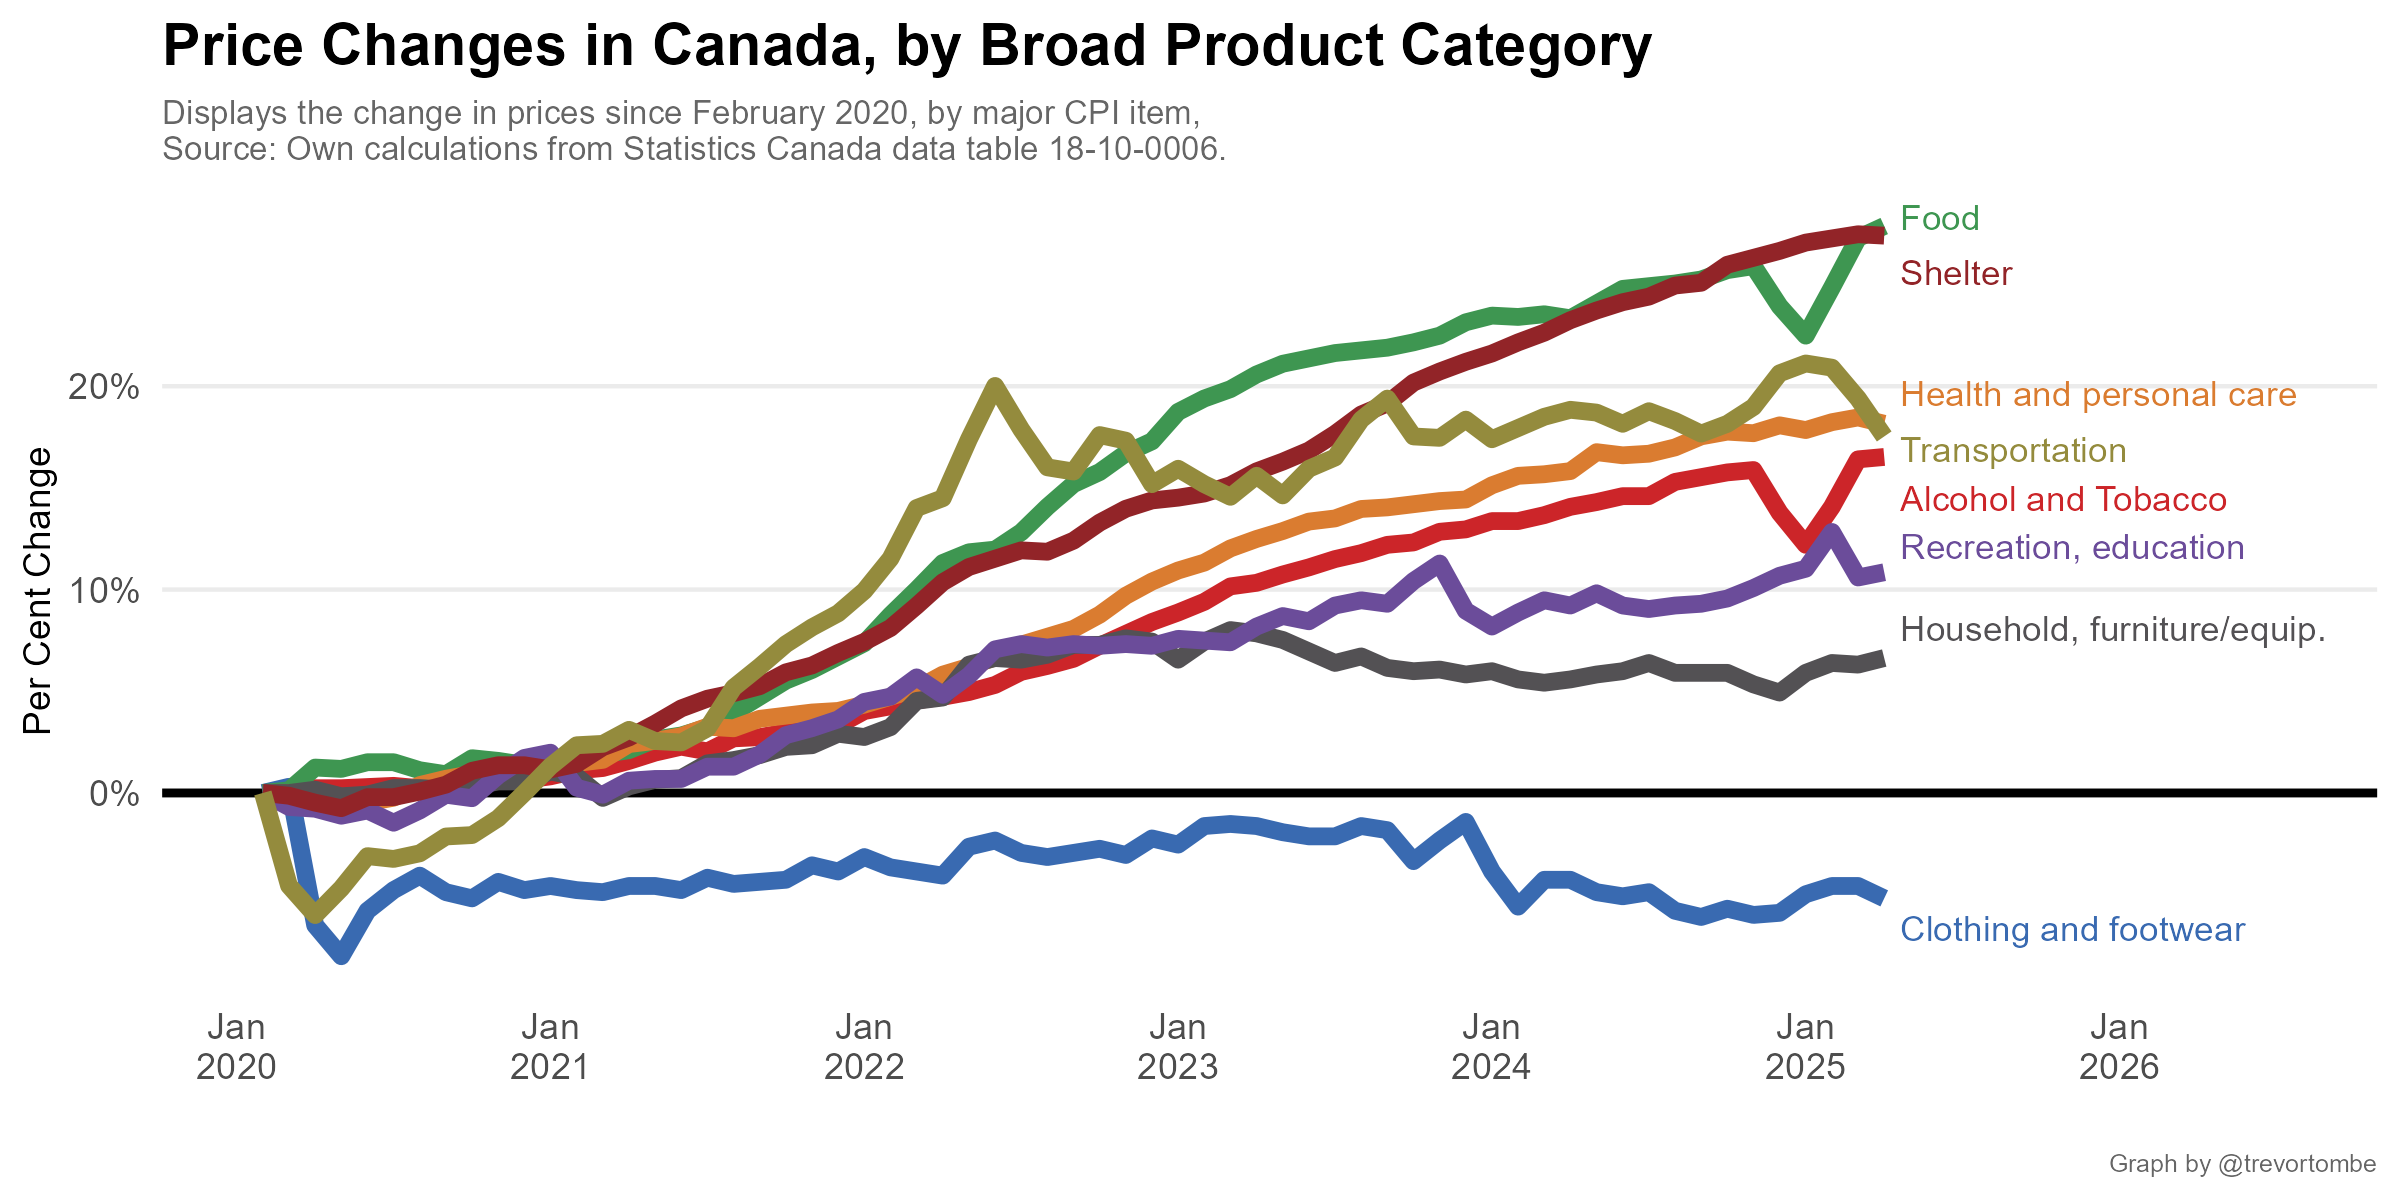 Price Changes in Canada, by Broad Product Category
Displays the change in prices since February 2020, by major CPI item,
Source: Own calculations from Statistics Canada data table 18-10-0006.
Per Cent Change
20%
10%
0%
Food
Shelter
Health and personal care
Transportation
Alcohol and Tobacco
Recreation, education
Household, furniture/equip.
Clothing and footwear
Jan
2020
Jan
2021
Jan
2022
Jan
2023
Jan
2024
Jan
2025
Jan
2026
Graph by @trevortombe